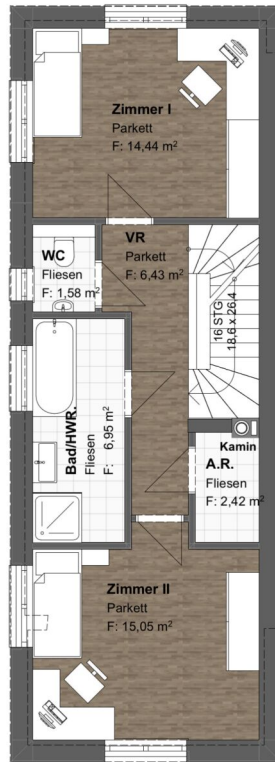 Zimmer I
Parkett
F: 14,44 m²
VR
Parkett
F: 6,43 m²
WC
Fliesen
F: 1,58 m²
16 STG
18,6 x 26,4
Bad/HWR.
Fliesen
F: 6,95 m²
Kamin
A.R.
Fliesen
F: 2,42 m²
Zimmer II
Parkett
F: 15,05 m²